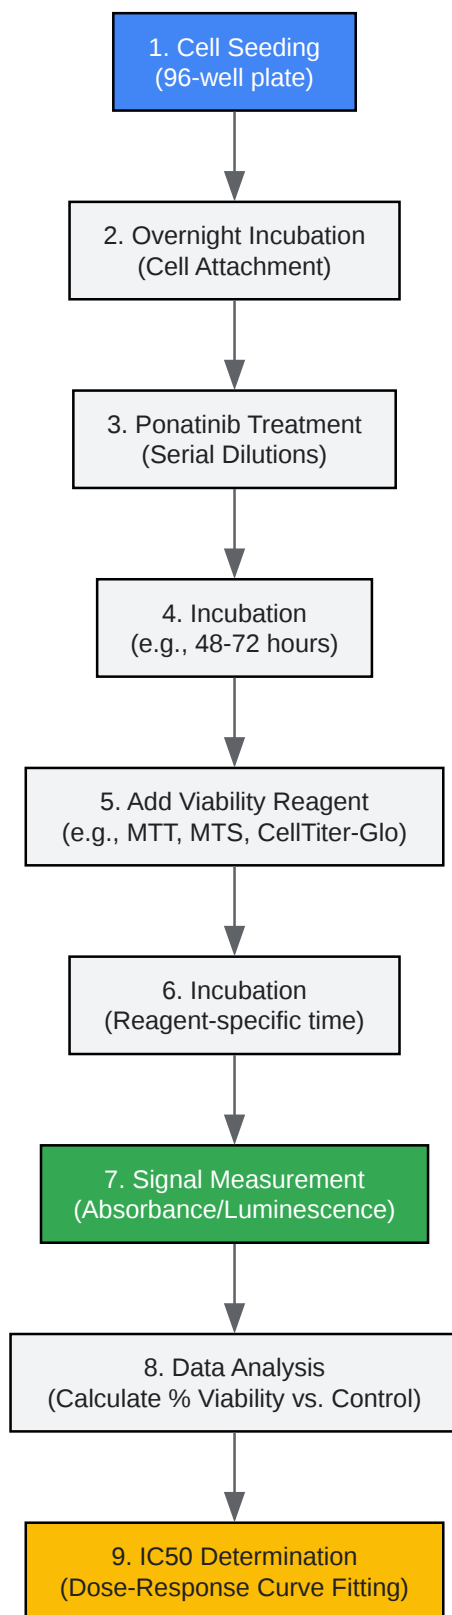 1. Cell Seeding
(96-well plate)
2. Overnight Incubation
(Cell Attachment)
3. Ponatinib Treatment
(Serial Dilutions)
4. Incubation
(e.g., 48-72 hours)
5. Add Viability Reagent
(e.g., MTT, MTS, CellTiter-Glo)
6. Incubation
(Reagent-specific time)
7. Signal Measurement
(Absorbance/Luminescence)
8. Data Analysis
(Calculate % Viability vs. Control)
9. IC50 Determination
(Dose-Response Curve Fitting)